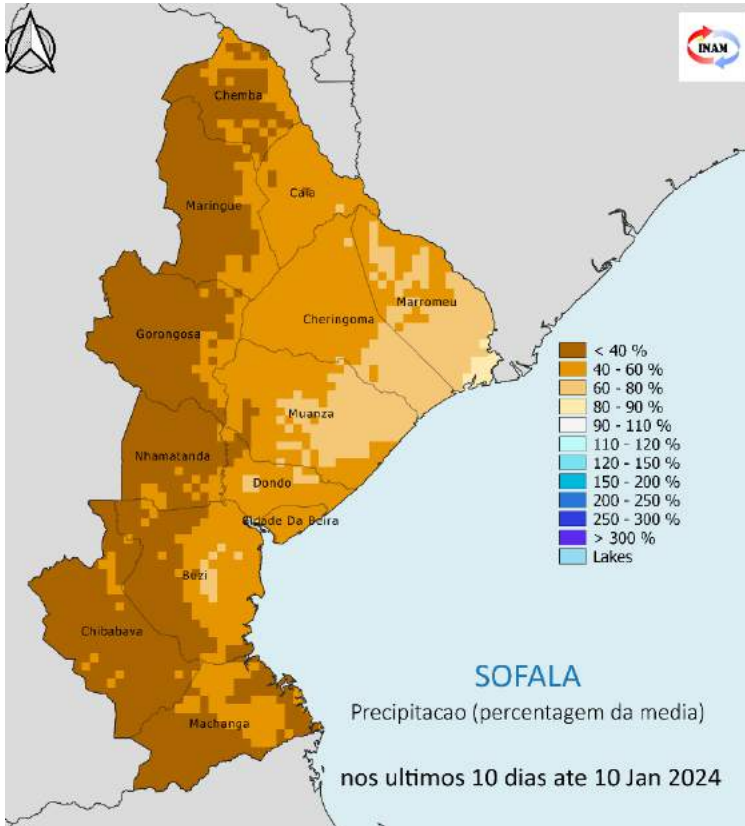 INAM
Chemba
Caia
Maringue
Marromeu
Cheringoma
Gorongosa
Muanza
Nhamatanda
Dondo
Cidade Da Beira
Buzi
Chibabava
Machanga
< 40 %
40 - 60 %
60 - 80 %
80 - 90 %
90 - 110 %
110 - 120 %
120 - 150 %
150 - 200 %
200 - 250 %
250 - 300 %
> 300 %
Lakes
SOFALA
Precipitacao (percentagem da media)
nos ultimos 10 dias ate 10 Jan 2024